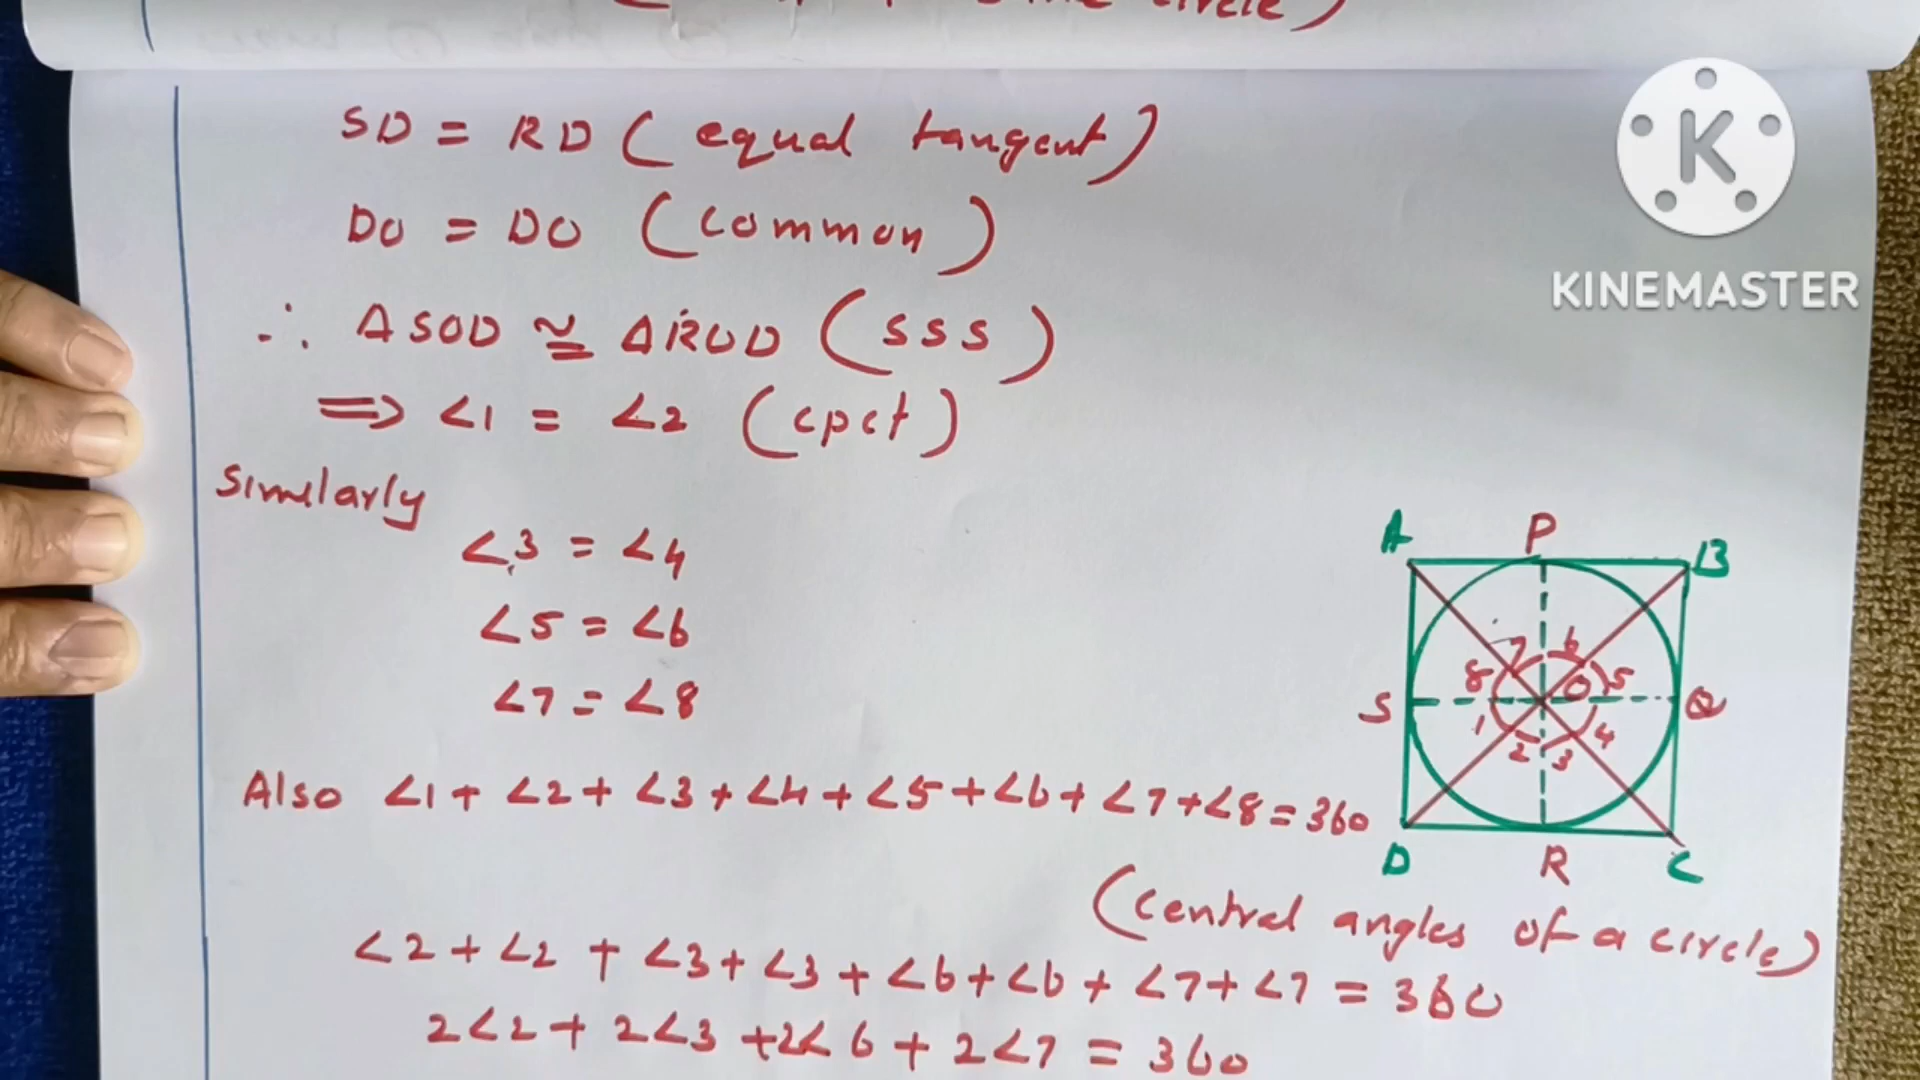 circle)
SD = RD (equal tangent)
DO = DO (common)
∴ ΔSOD ≅ ΔROD (SSS)
⇒ ∠1 = ∠2 (cpct)
Similarly
∠3 = ∠4
∠5 = ∠6
∠7 = ∠8
Also ∠1 + ∠2 + ∠3 + ∠4 + ∠5 + ∠6 + ∠7 + ∠8 = 360
(central angles of a circle)
∠2 + ∠2 + ∠3 + ∠3 + ∠6 + ∠6 + ∠7 + ∠7 = 360
2∠2 + 2∠3 + 2∠6 + 2∠7 = 360
K
KINEMASTER
A P B
7 6
8 O 5
S Q
1 4
2 3
D R C